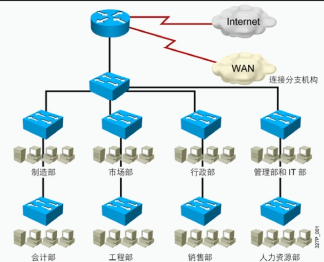 Internet
WAN
连接分支机构
制造部
市场部
行政部
管理部和 IT 部
会计部
工程部
销售部
人力资源部
327P_001